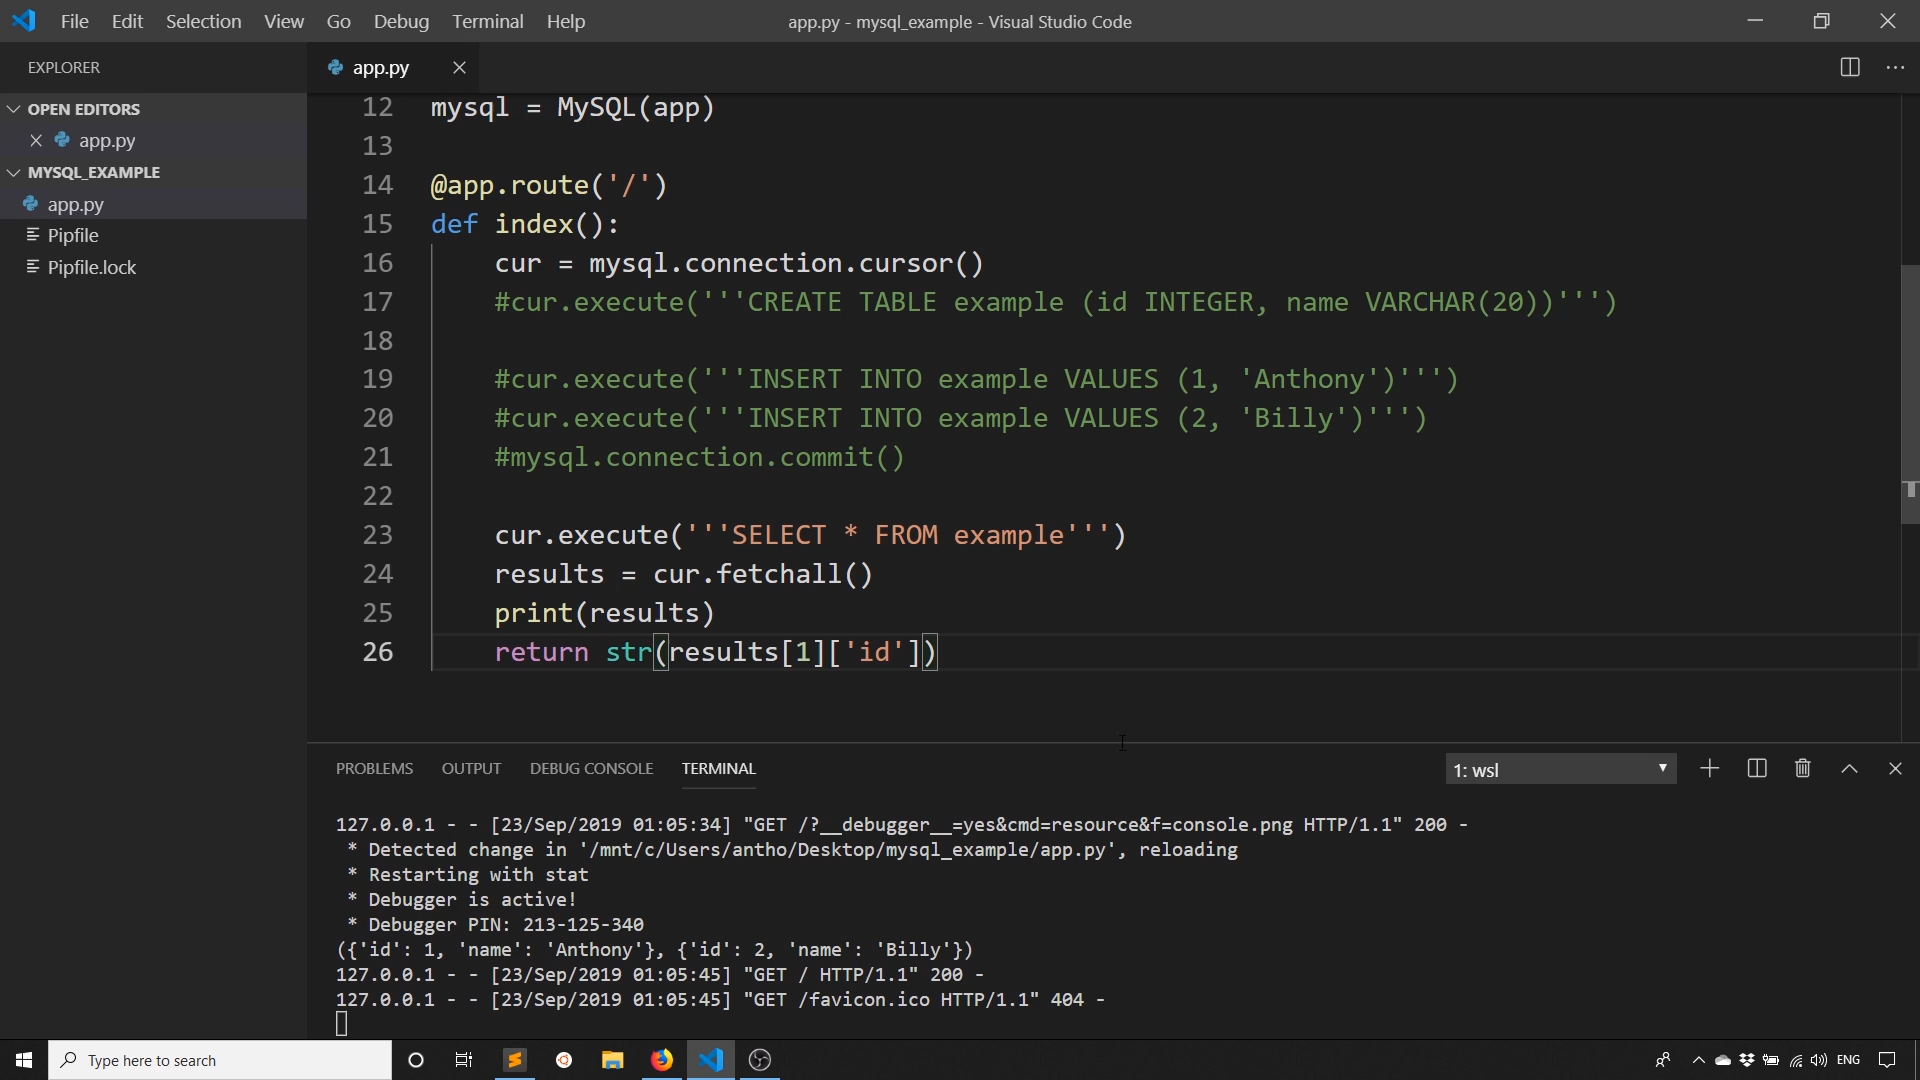 File Edit Selection View Go Debug Terminal Help
app.py - mysql_example - Visual Studio Code
EXPLORER
OPEN EDITORS
app.py
MYSQL_EXAMPLE
app.py
Pipfile
Pipfile.lock
app.py
12 mysql = MySQL(app)
13
14 @app.route('/')
15 def index():
16 cur = mysql.connection.cursor()
17 #cur.execute('''CREATE TABLE example (id INTEGER, name VARCHAR(20))''')
18
19 #cur.execute('''INSERT INTO example VALUES (1, 'Anthony')''')
20 #cur.execute('''INSERT INTO example VALUES (2, 'Billy')''')
21 #mysql.connection.commit()
22
23 cur.execute('''SELECT * FROM example''')
24 results = cur.fetchall()
25 print(results)
26 return str(results[1]['id'])
PROBLEMS OUTPUT DEBUG CONSOLE TERMINAL
1: wsl
127.0.0.1 - - [23/Sep/2019 01:05:34] "GET /?__debugger__=yes&cmd=resource&f=console.png HTTP/1.1" 200 -
* Detected change in '/mnt/c/Users/antho/Desktop/mysql_example/app.py', reloading
* Restarting with stat
* Debugger is active!
* Debugger PIN: 213-125-340
({'id': 1, 'name': 'Anthony'}, {'id': 2, 'name': 'Billy'})
127.0.0.1 - - [23/Sep/2019 01:05:45] "GET / HTTP/1.1" 200 -
127.0.0.1 - - [23/Sep/2019 01:05:45] "GET /favicon.ico HTTP/1.1" 404 -
Type here to search
ENG